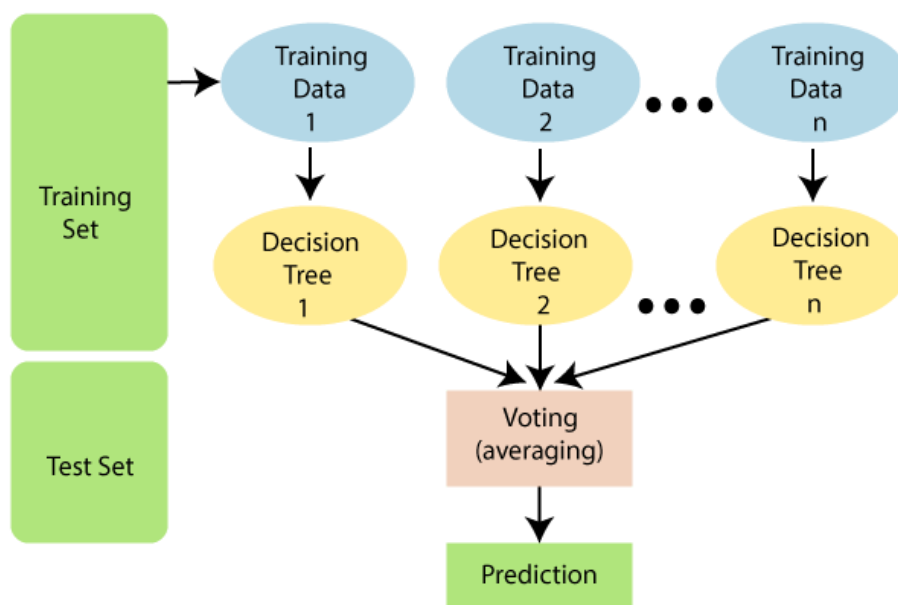 Training
Set
Test Set
Training
Data
1
Training
Data
2
Training
Data
n
Decision
Tree
1
Decision
Tree
2
Decision
Tree
n
Voting
(averaging)
Prediction